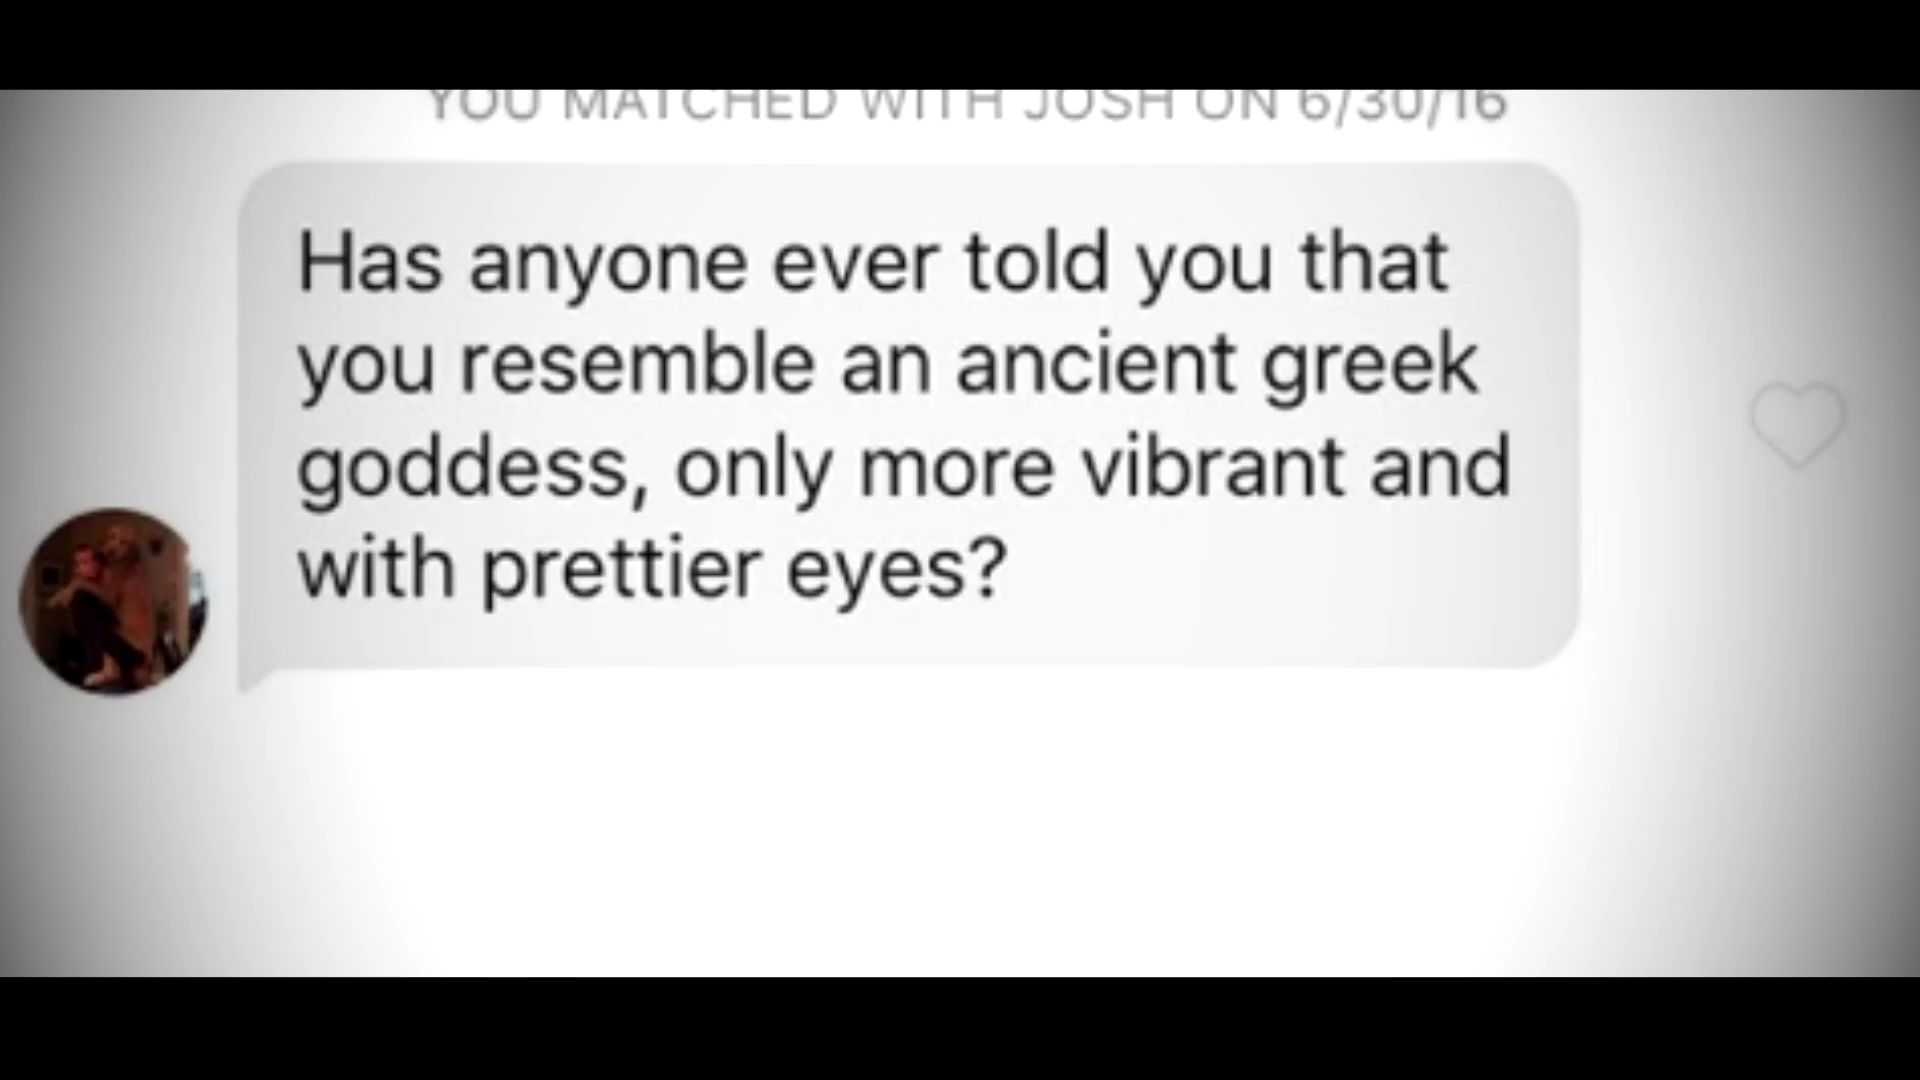 YOU MATCHED WITH JOSH ON 6/30/16
Has anyone ever told you that
you resemble an ancient greek
goddess, only more vibrant and
with prettier eyes?